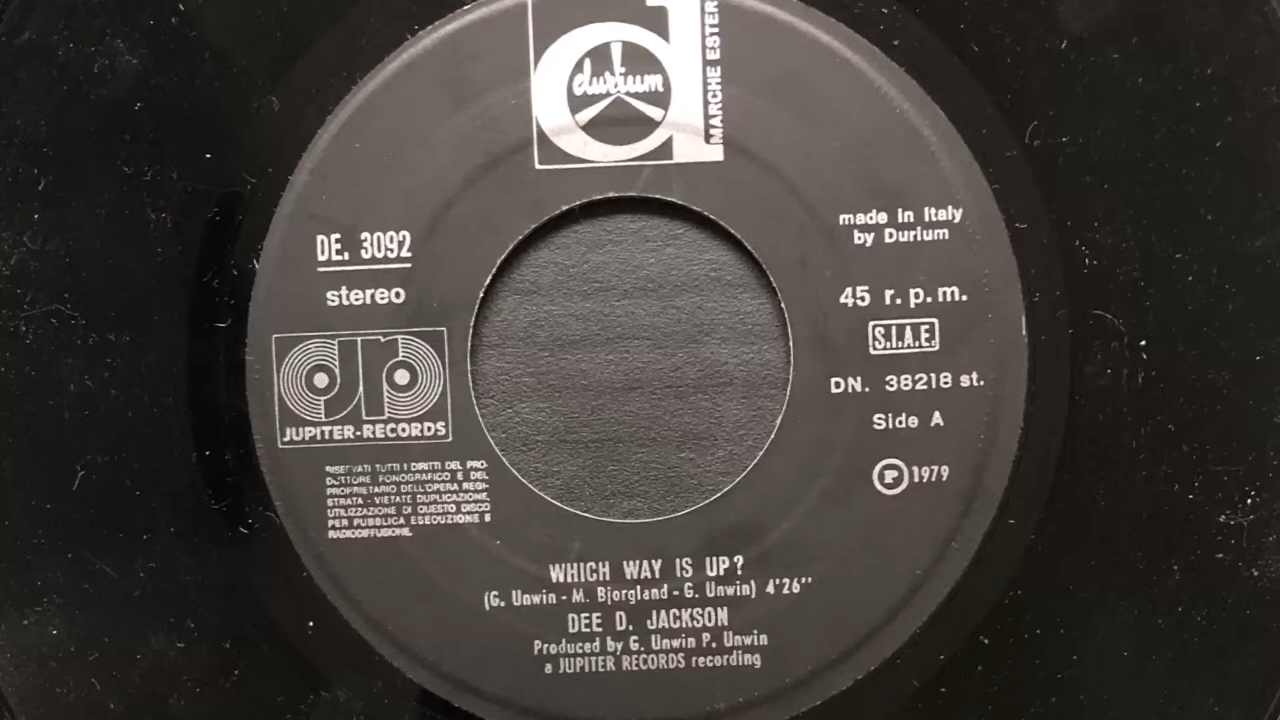 durium
MARCHE ESTER
DE. 3092
stereo
JUPITER-RECORDS
RISERVATI TUTTI I DIRITTI DEL PRO-
DUTTORE FONOGRAFICO E DEL
PROPRIETARIO DELL'OPERA REGI-
STRATA - VIETATE DUPLICAZIONE,
UTILIZZAZIONE DI QUESTO DISCO
PER PUBBLICA ESECUZIONE E
RADIODIFFUSIONE.
made in Italy
by Durium
45 r.p.m.
S.I.A.E.
DN. 38218 st.
Side A
Ⓟ 1979
WHICH WAY IS UP?
(G. Unwin - M. Bjorgland - G. Unwin) 4'26''
DEE D. JACKSON
Produced by G. Unwin P. Unwin
a JUPITER RECORDS recording